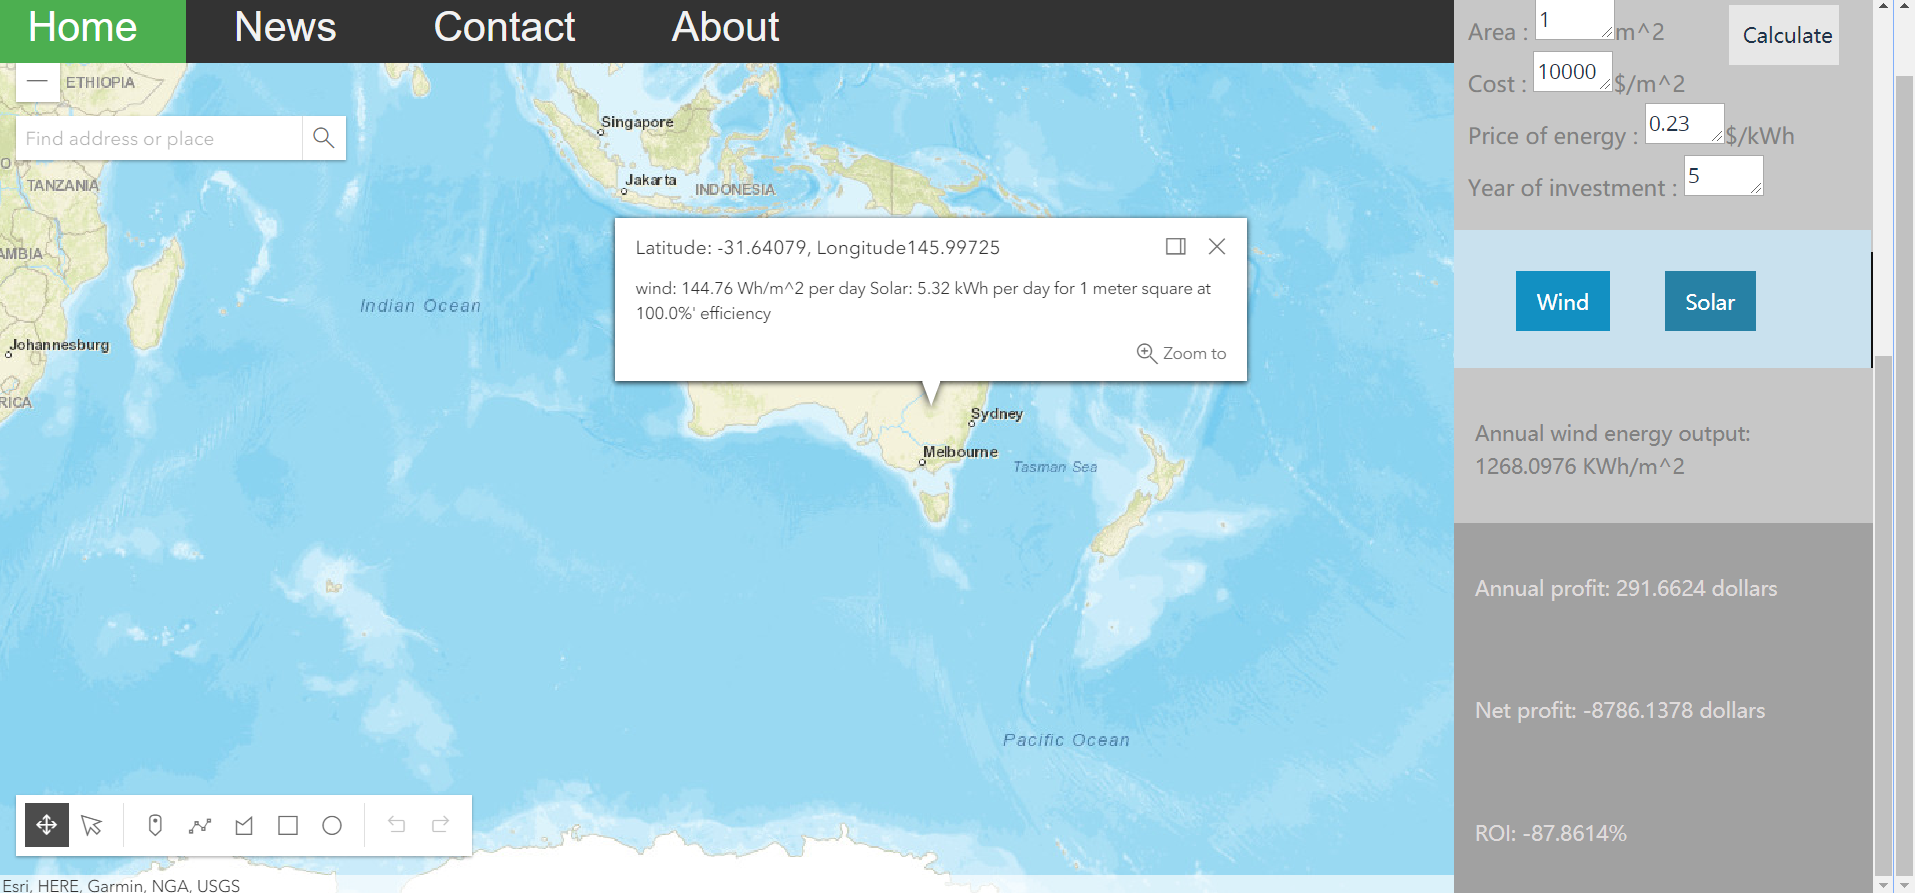 Home News Contact About
ETHIOPIA
Find address or place
TANZANIA
AMBIA
Johannesburg
RICA
Singapore
Jakarta
INDONESIA
Indian Ocean
Latitude: -31.64079, Longitude145.99725
wind: 144.76 Wh/m^2 per day Solar: 5.32 kWh per day for 1 meter square at
100.0%' efficiency
Zoom to
Sydney
Melbourne
Tasman Sea
Pacific Ocean
Esri, HERE, Garmin, NGA, USGS
Area : 1 m^2
Calculate
Cost : 10000 $/m^2
Price of energy : 0.23 $/kWh
Year of investment : 5
Wind Solar
Annual wind energy output:
1268.0976 KWh/m^2
Annual profit: 291.6624 dollars
Net profit: -8786.1378 dollars
ROI: -87.8614%